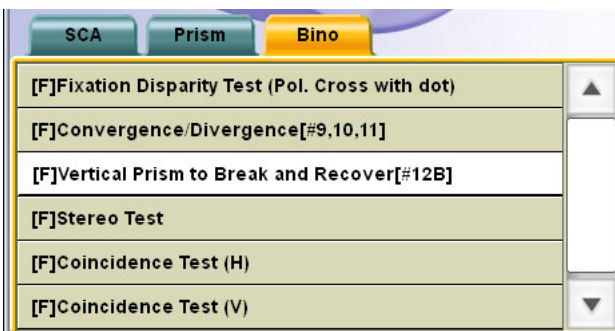 SCA Prism Bino
[F]Fixation Disparity Test (Pol. Cross with dot)
[F]Convergence/Divergence[#9,10,11]
[F]Vertical Prism to Break and Recover[#12B]
[F]Stereo Test
[F]Coincidence Test (H)
[F]Coincidence Test (V)